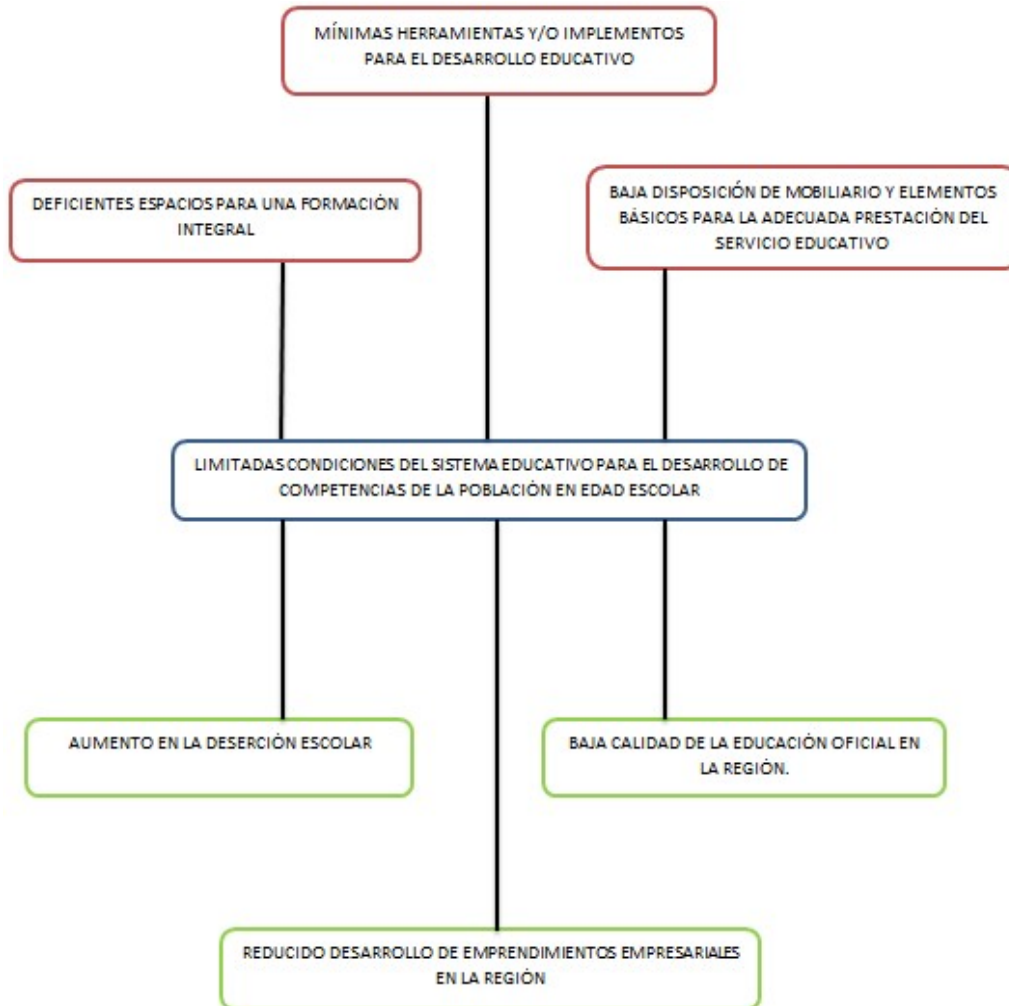 MÍNIMAS HERRAMIENTAS Y/O IMPLEMENTOS
PARA EL DESARROLLO EDUCATIVO
DEFICIENTES ESPACIOS PARA UNA FORMACIÓN
INTEGRAL
BAJA DISPOSICIÓN DE MOBILIARIO Y ELEMENTOS
BÁSICOS PARA LA ADECUADA PRESTACIÓN DEL
SERVICIO EDUCATIVO
LIMITADAS CONDICIONES DEL SISTEMA EDUCATIVO PARA EL DESARROLLO DE
COMPETENCIAS DE LA POBLACIÓN EN EDAD ESCOLAR
AUMENTO EN LA DESERCIÓN ESCOLAR
BAJA CALIDAD DE LA EDUCACIÓN OFICIAL EN
LA REGIÓN.
REDUCIDO DESARROLLO DE EMPRENDIMIENTOS EMPRESARIALES
EN LA REGIÓN